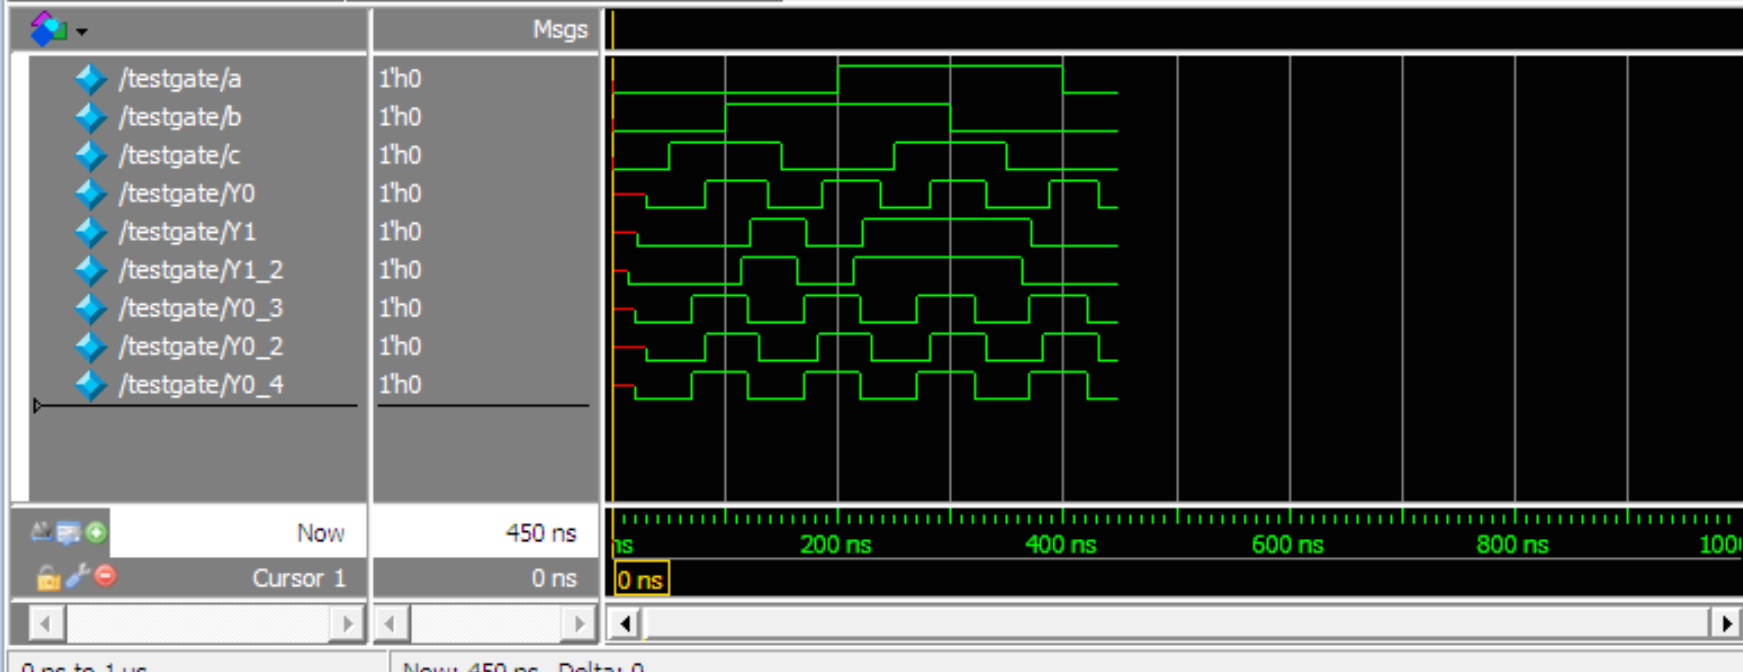 Msgs
/testgate/a 1'h0
/testgate/b 1'h0
/testgate/c 1'h0
/testgate/Y0 1'h0
/testgate/Y1 1'h0
/testgate/Y1_2 1'h0
/testgate/Y0_3 1'h0
/testgate/Y0_2 1'h0
/testgate/Y0_4 1'h0
Now 450 ns ns 200 ns 400 ns 600 ns 800 ns 100
Cursor 1 0 ns 0 ns
0 ns to 1 us Now: 450 ns Delta: 0